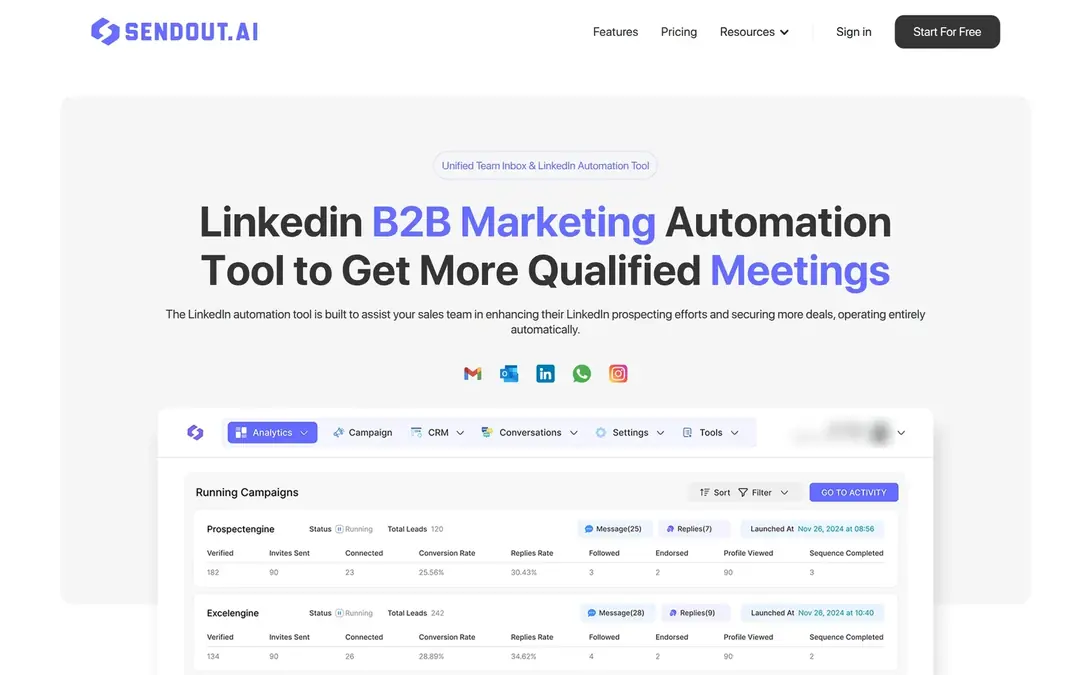 SENDOUT.AI
Features Pricing Resources Sign in Start For Free
Unified Team Inbox & LinkedIn Automation Tool
Linkedin B2B Marketing Automation
Tool to Get More Qualified Meetings
The LinkedIn automation tool is built to assist your sales team in enhancing their LinkedIn prospecting efforts and securing more deals, operating entirely
automatically.
Analytics Campaign CRM Conversations Settings Tools
Running Campaigns Sort Filter GO TO ACTIVITY
Prospectengine Status Running Total Leads 120 Message(25) Replies(7) Launched At Nov 26, 2024 at 08:56
Verified Invites Sent Connected Conversion Rate Replies Rate Followed Endorsed Profile Viewed Sequence Completed
182 90 23 25.56% 30.43% 3 2 90 3
Excelengine Status Running Total Leads 242 Message(28) Replies(9) Launched At Nov 26, 2024 at 10:40
Verified Invites Sent Connected Conversion Rate Replies Rate Followed Endorsed Profile Viewed Sequence Completed
134 90 26 28.89% 34.62% 4 2 90 2